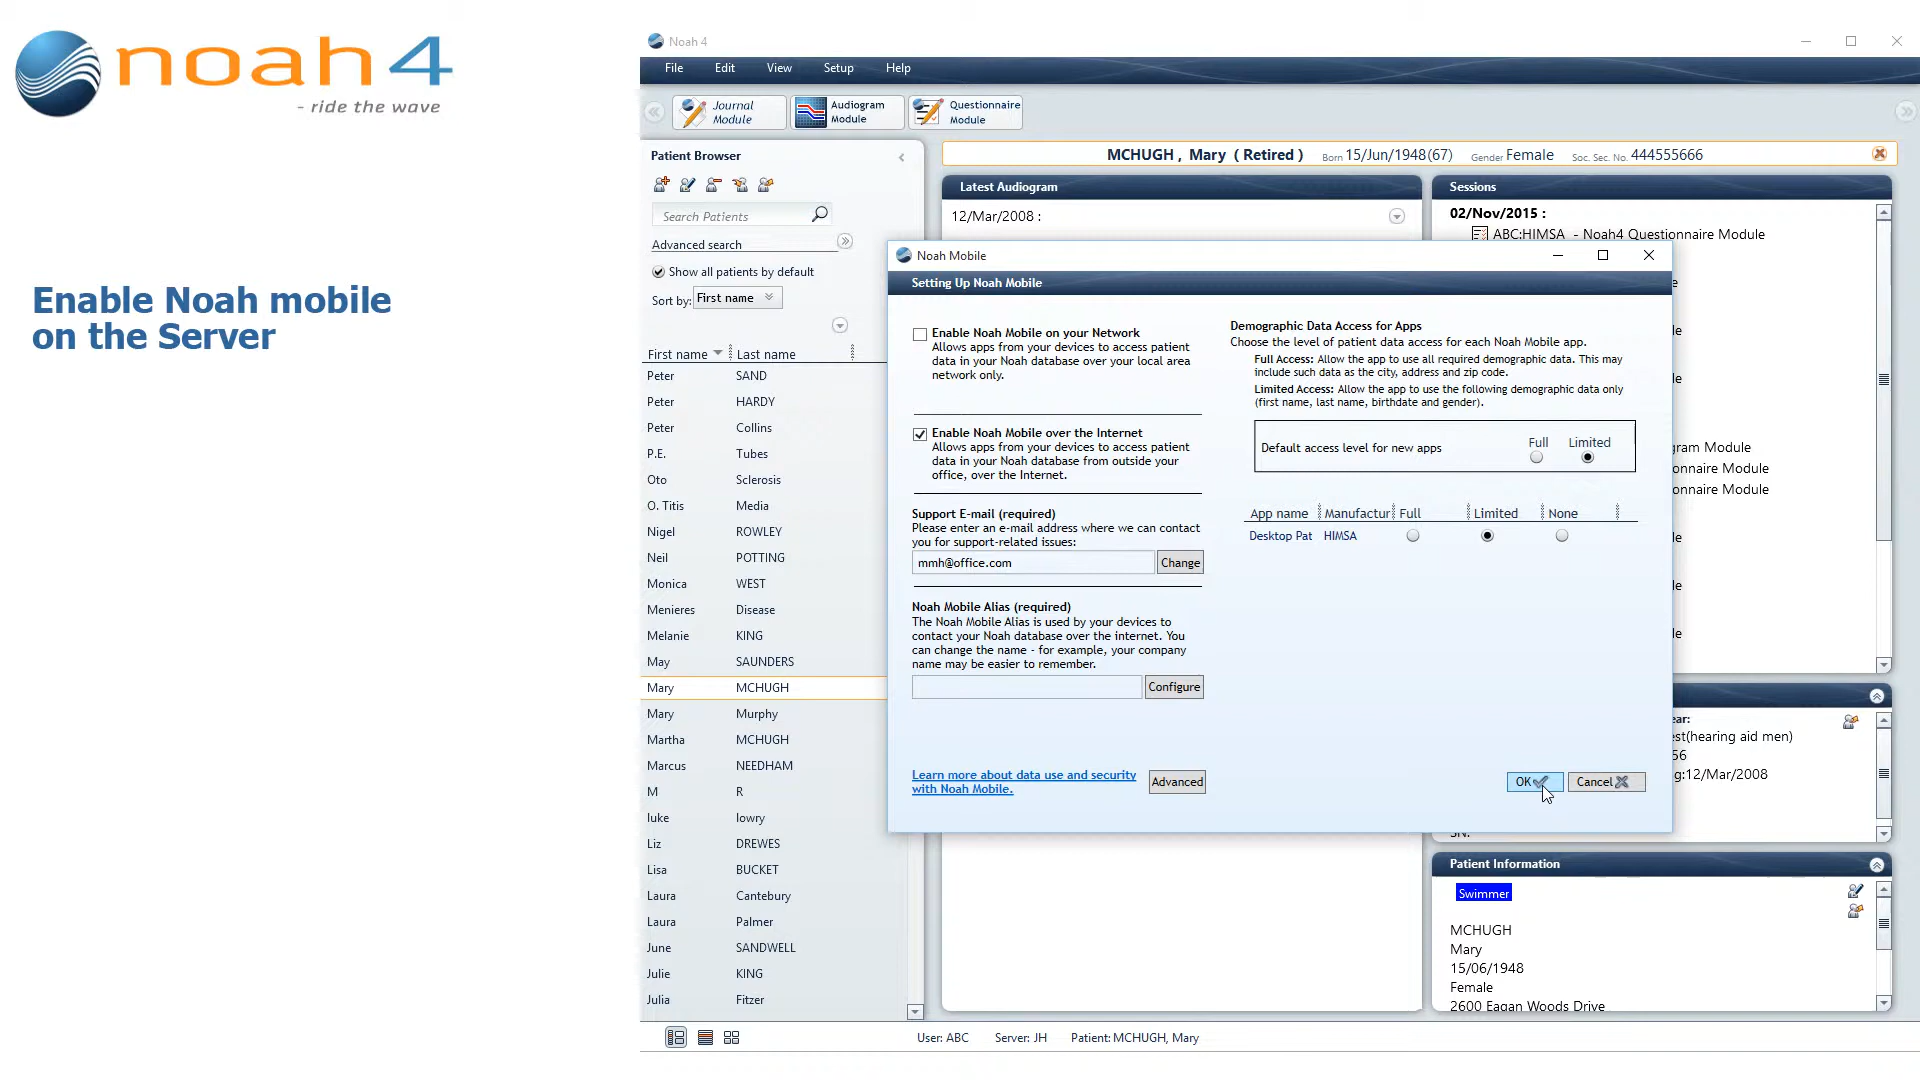 noah 4
- ride the wave
Enable Noah mobile
on the Server
Noah 4
File Edit View Setup Help
Journal
Module
Audiogram
Module
Questionnaire
Module
Patient Browser
Search Patients
Advanced search
Show all patients by default
Sort by: First name
First name Last name
Peter SAND
Peter HARDY
Peter Collins
P.E. Tubes
Oto Sclerosis
O. Titis Media
Nigel ROWLEY
Neil POTTING
Monica WEST
Menieres Disease
Melanie KING
May SAUNDERS
Mary MCHUGH
Mary Murphy
Martha MCHUGH
Marcus NEEDHAM
M R
luke lowry
Liz DREWES
Lisa BUCKET
Laura Cantebury
Laura Palmer
June SANDWELL
Julie KING
Julia Fitzer
MCHUGH , Mary ( Retired ) Born 15/Jun/1948(67) Gender Female Soc. Sec. No. 444555666
Latest Audiogram
12/Mar/2008 :
Sessions
02/Nov/2015 :
ABC:HIMSA - Noah4 Questionnaire Module
Noah Mobile
Setting Up Noah Mobile
Enable Noah Mobile on your Network
Allows apps from your devices to access patient
data in your Noah database over your local area
network only.
Enable Noah Mobile over the Internet
Allows apps from your devices to access patient
data in your Noah database from outside your
office, over the Internet.
Support E-mail (required)
Please enter an e-mail address where we can contact
you for support-related issues:
mmh@office.com Change
Noah Mobile Alias (required)
The Noah Mobile Alias is used by your devices to
contact your Noah database over the internet. You
can change the name - for example, your company
name may be easier to remember.
Configure
Learn more about data use and security
with Noah Mobile.
Advanced
Demographic Data Access for Apps
Choose the level of patient data access for each Noah Mobile app.
Full Access: Allow the app to use all required demographic data. This may
include such data as the city, address and zip code.
Limited Access: Allow the app to use the following demographic data only
(first name, last name, birthdate and gender).
Default access level for new apps Full Limited
App name Manufactur Full Limited None
Desktop Pat HIMSA
OK Cancel
e
le
le
gram Module
onnaire Module
onnaire Module
le
le
le
ear:
est(hearing aid men)
56
g:12/Mar/2008
SN:
Patient Information
Swimmer
MCHUGH
Mary
15/06/1948
Female
2600 Eagan Woods Drive
User: ABC Server: JH Patient: MCHUGH, Mary